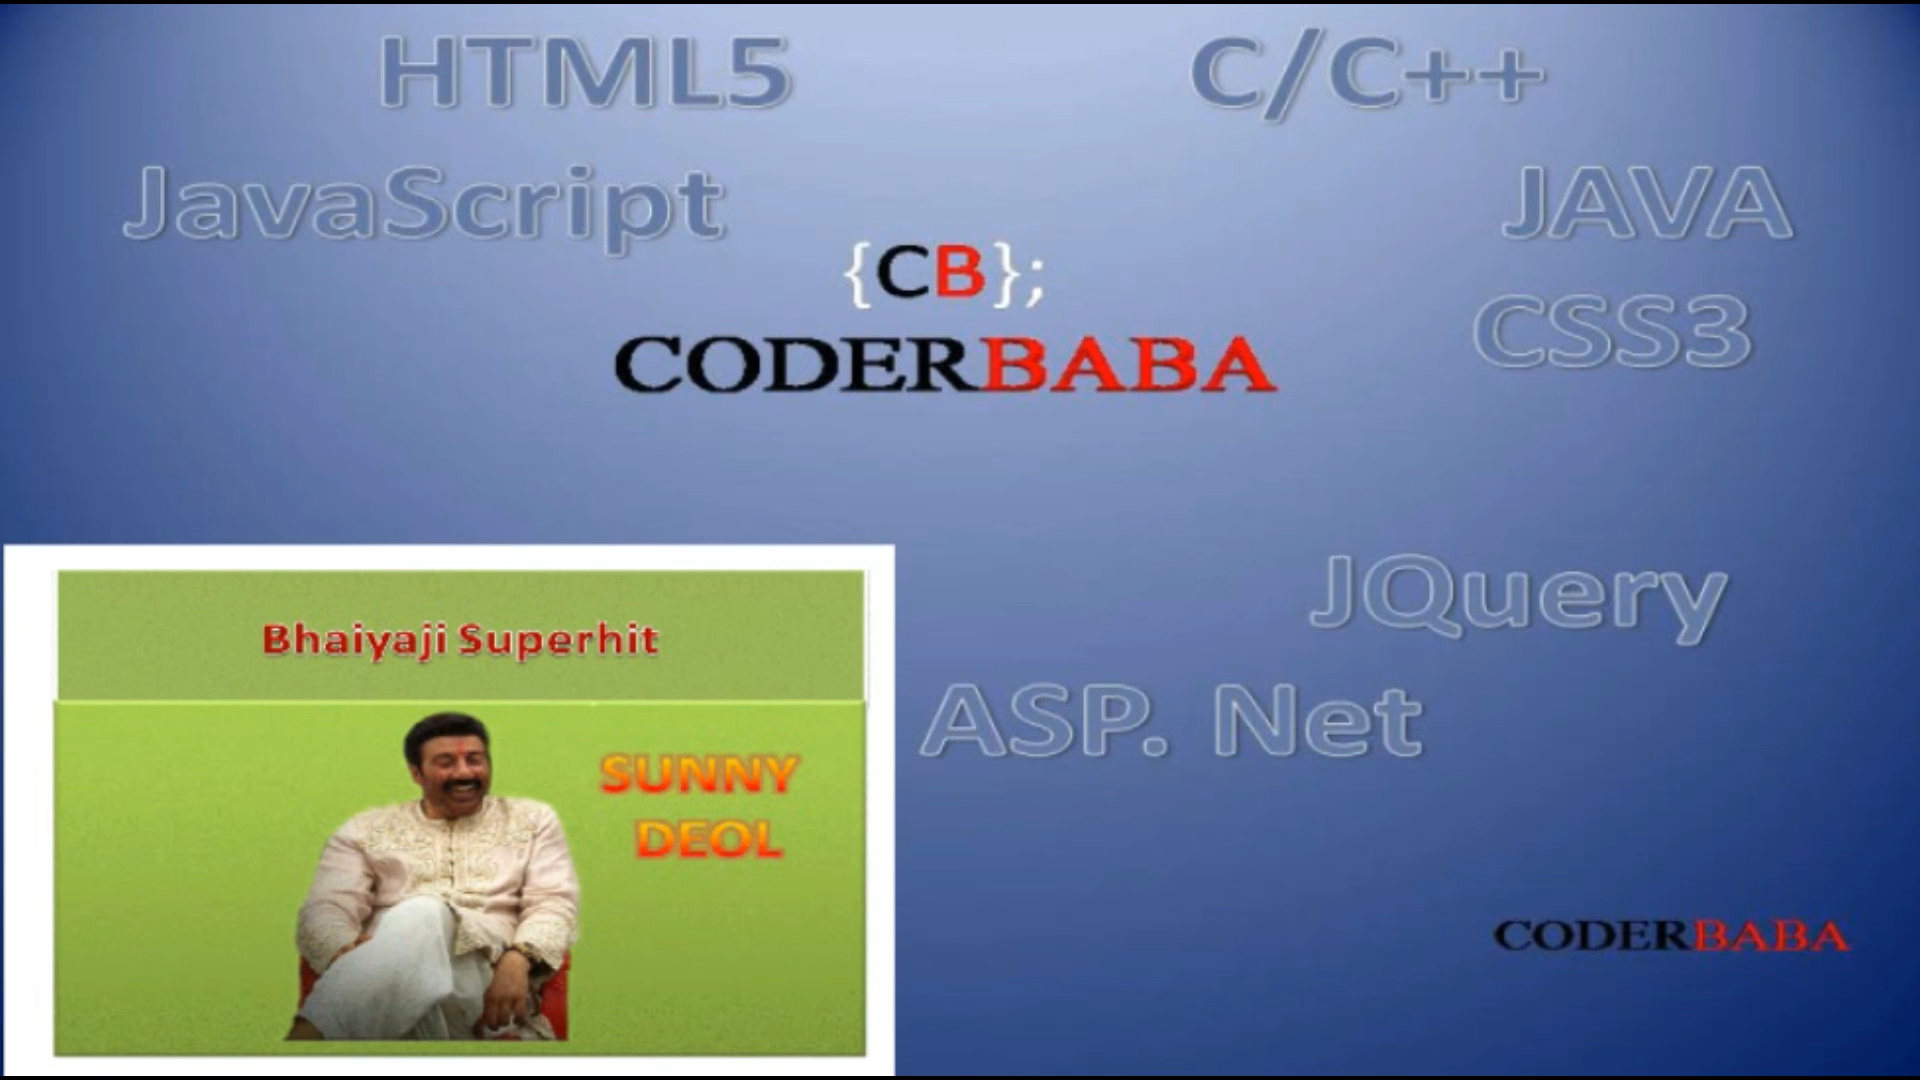 HTML5
C/C++
JavaScript
JAVA
{CB};
CSS3
CODERBABA
JQuery
Bhaiyaji Superhit
ASP. Net
SUNNY
DEOL
CODERBABA